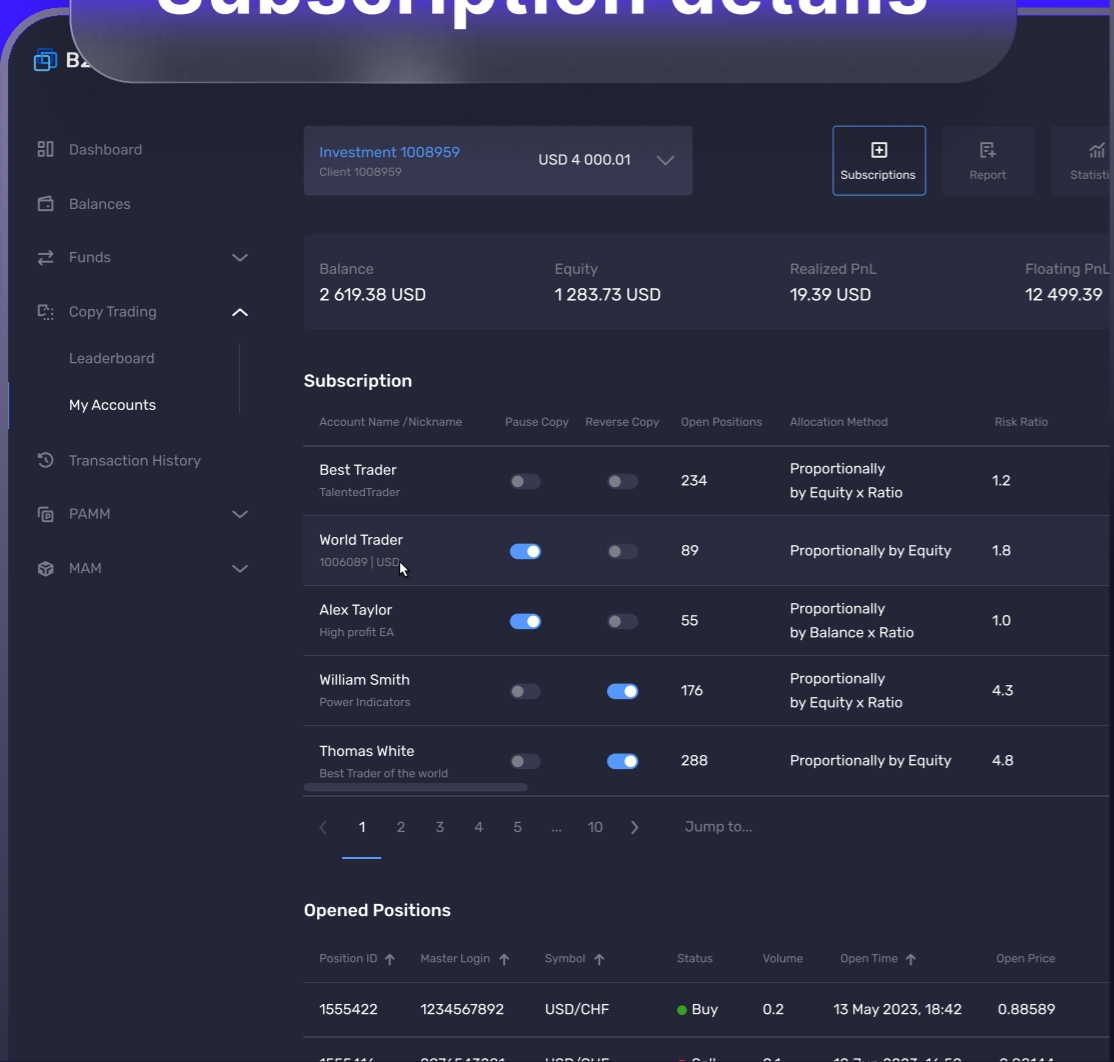 Subscription details
Dashboard
Balances
Funds
Copy Trading
Leaderboard
My Accounts
Transaction History
PAMM
MAM
Investment 1008959
Client 1008959
USD 4 000.01
Subscriptions
Report
Balance
2 619.38 USD
Equity
1 283.73 USD
Realized PnL
19.39 USD
Floating PnL
12 499.39
Subscription
Account Name /Nickname Pause Copy Reverse Copy Open Positions Allocation Method Risk Ratio
Best Trader
TalentedTrader
234
Proportionally
by Equity x Ratio
1.2
World Trader
1006089 | USD
89
Proportionally by Equity
1.8
Alex Taylor
High profit EA
55
Proportionally
by Balance x Ratio
1.0
William Smith
Power Indicators
176
Proportionally
by Equity x Ratio
4.3
Thomas White
Best Trader of the world
288
Proportionally by Equity
4.8
1 2 3 4 5 ... 10 Jump to...
Opened Positions
Position ID Master Login Symbol Status Volume Open Time Open Price
1555422 1234567892 USD/CHF Buy 0.2 13 May 2023, 18:42 0.88589